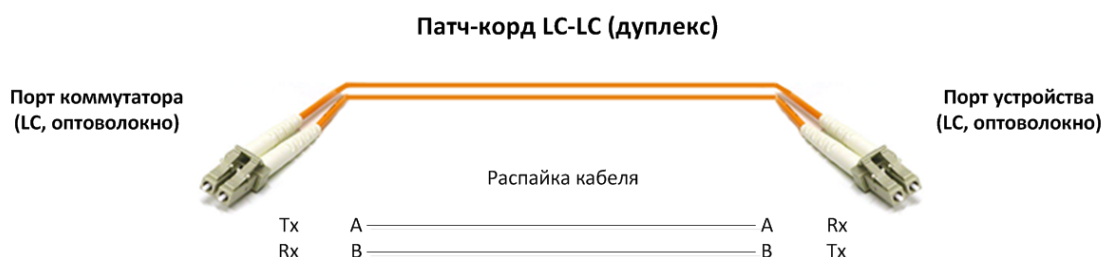 Патч-корд LC-LC (дуплекс)
Порт коммутатора
(LC, оптоволокно)
Порт устройства
(LC, оптоволокно)
Распайка кабеля
Tx A A Rx
Rx B B Tx